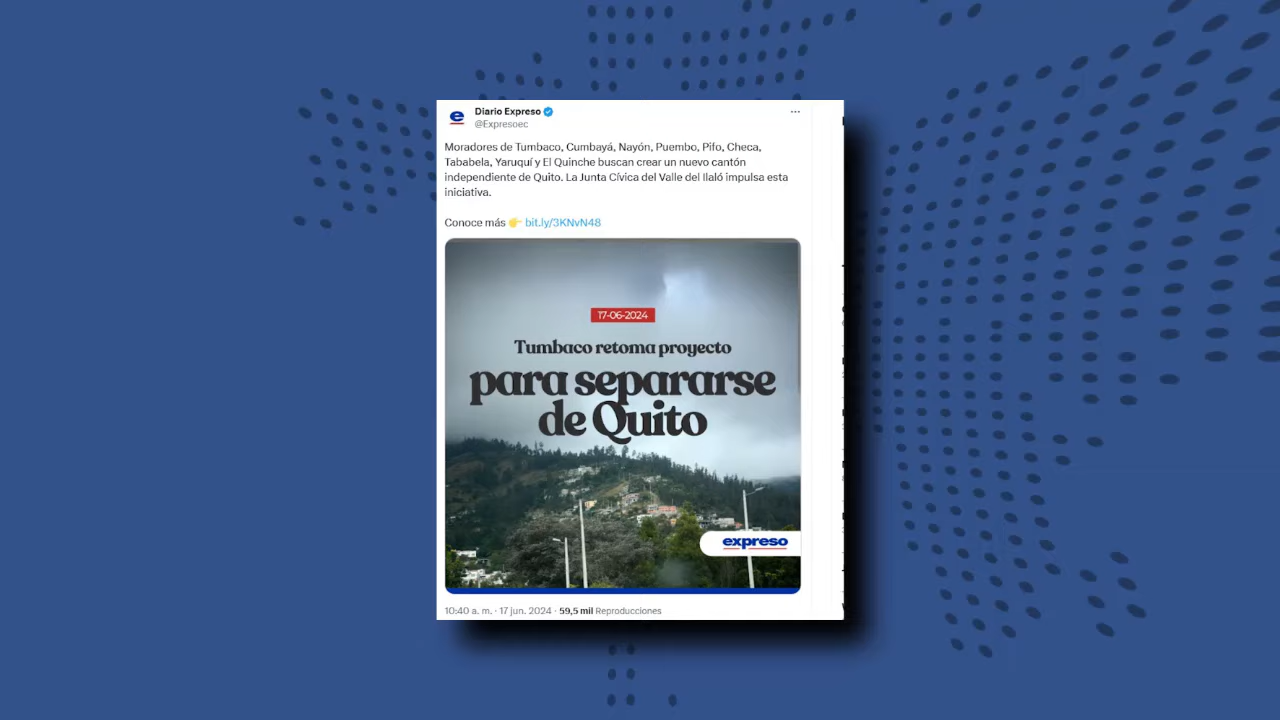 Diario Expreso
@Expresoec
Moradores de Tumbaco, Cumbayá, Nayón, Puembo, Pifo, Checa,
Tababela, Yaruquí y El Quinche buscan crear un nuevo cantón
independiente de Quito. La Junta Cívica del Valle del Ilaló impulsa esta
iniciativa.
Conoce más 👉 bit.ly/3KNvN48
17-06-2024
Tumbaco retoma proyecto
para separarse
de Quito
expreso
10:40 a. m. · 17 jun. 2024 · 59,5 mil Reproducciones